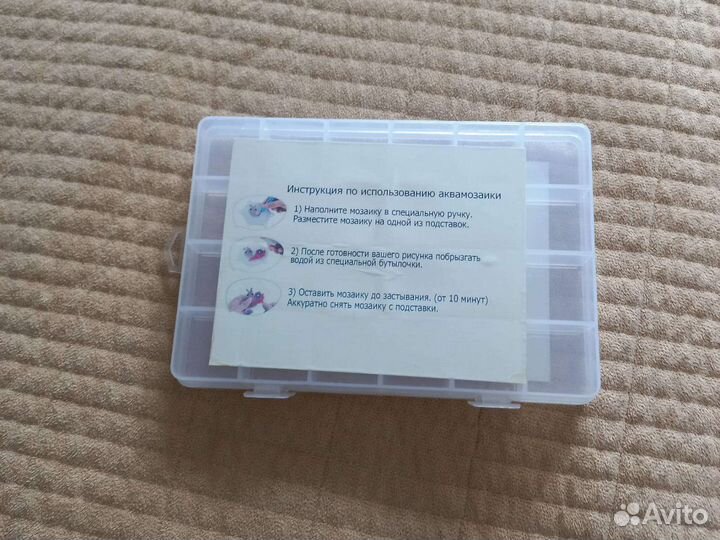 Инструкция по использованию аквамозаики
1) Наполните мозаику в специальную ручку.
Разместите мозаику на одной из подставок.
2) После готовности вашего рисунка побрызгать
водой из специальной бутылочки.
3) Оставить мозаику до застывания. (от 10 минут)
Аккуратно снять мозаику с подставки.
Avito